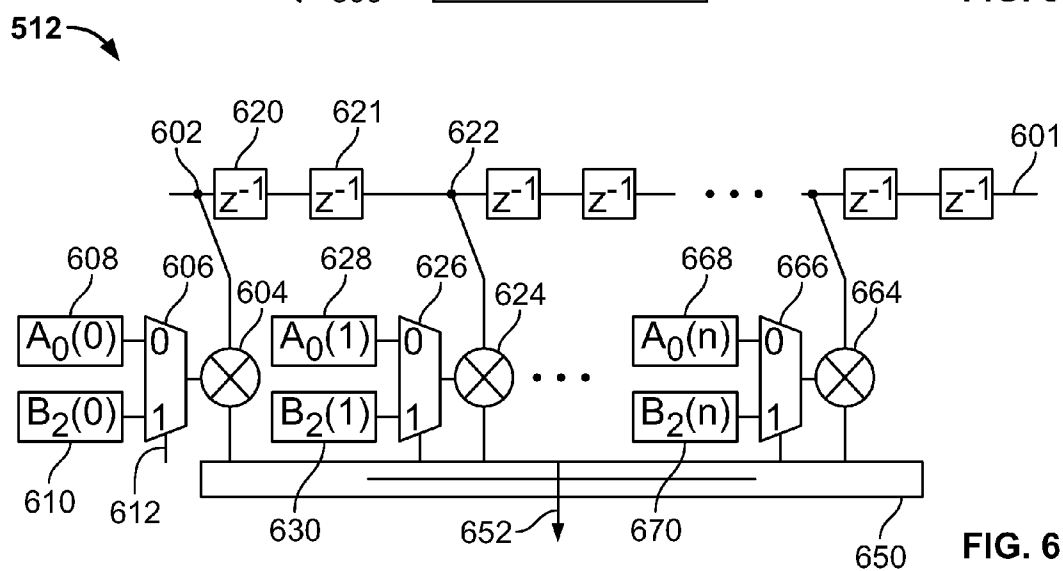 512
602
620
621
622
601
z⁻¹
z⁻¹
z⁻¹
z⁻¹
z⁻¹
z⁻¹
608
606
604
628
626
624
668
666
664
A₀(0)
0
A₀(1)
0
A₀(n)
0
B₂(0)
1
B₂(1)
1
B₂(n)
1
610
612
630
652
670
650
FIG. 6